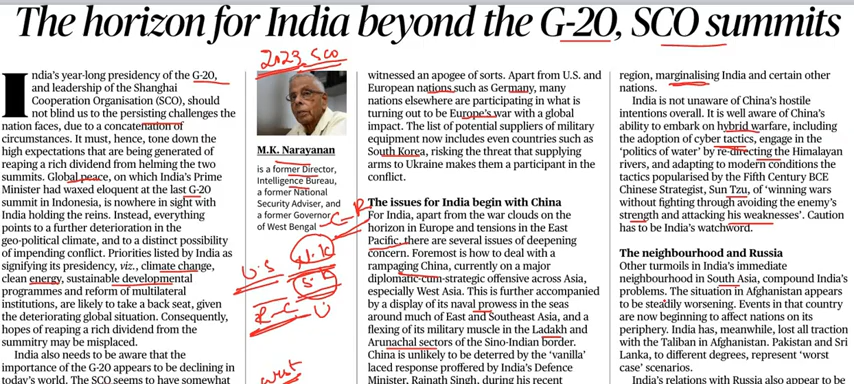 The horizon for India beyond the G-20, SCO summits
India's year-long presidency of the G-20,
and leadership of the Shanghai
Cooperation Organisation (SCO), should
not blind us to the persisting challenges the
nation faces, due to a concatenation of
circumstances. It must, hence, tone down the
high expectations that are being generated of
reaping a rich dividend from helming the two
summits. Global peace, on which India's Prime
Minister had waxed eloquent at the last G-20
summit in Indonesia, is nowhere in sight with
India holding the reins. Instead, everything
points to a further deterioration in the
geo-political climate, and to a distinct possibility
of impending conflict. Priorities listed by India as
signifying its presidency, viz., climate change,
clean energy, sustainable developmental
programmes and reform of multilateral
institutions, are likely to take a back seat, given
the deteriorating global situation. Consequently,
hopes of reaping a rich dividend from the
summitry may be misplaced.
India also needs to be aware that the
importance of the G-20 appears to be declining in
today's world. The SCO seems to have somewhat
2023 SCO
M.K. Narayanan
is a former Director,
Intelligence Bureau,
a former National
Security Adviser, and
a former Governor
of West Bengal
C-R
N.K
U.S
S.K
R-C
U
west
witnessed an apogee of sorts. Apart from U.S. and
European nations such as Germany, many
nations elsewhere are participating in what is
turning out to be Europe's war with a global
impact. The list of potential suppliers of military
equipment now includes even countries such as
South Korea, risking the threat that supplying
arms to Ukraine makes them a participant in the
conflict.
The issues for India begin with China
For India, apart from the war clouds on the
horizon in Europe and tensions in the East
Pacific, there are several issues of deepening
concern. Foremost is how to deal with a
rampaging China, currently on a major
diplomatic-cum-strategic offensive across Asia,
especially West Asia. This is further accompanied
by a display of its naval prowess in the seas
around much of East and Southeast Asia, and a
flexing of its military muscle in the Ladakh and
Arunachal sectors of the Sino-Indian border.
China is unlikely to be deterred by the 'vanilla'
laced response proffered by India's Defence
Minister, Rajnath Singh, during his recent
region, marginalising India and certain other
nations.
India is not unaware of China's hostile
intentions overall. It is well aware of China's
ability to embark on hybrid warfare, including
the adoption of cyber tactics, engage in the
'politics of water' by re-directing the Himalayan
rivers, and adapting to modern conditions the
tactics popularised by the Fifth Century BCE
Chinese Strategist, Sun Tzu, of 'winning wars
without fighting through avoiding the enemy's
strength and attacking his weaknesses'. Caution
has to be India's watchword.
The neighbourhood and Russia
Other turmoils in India's immediate
neighbourhood in South Asia, compound India's
problems. The situation in Afghanistan appears
to be steadily worsening. Events in that country
are now beginning to affect nations on its
periphery. India has, meanwhile, lost all traction
with the Taliban in Afghanistan. Pakistan and Sri
Lanka, to different degrees, represent 'worst
case' scenarios.
India's relations with Russia also appear to be